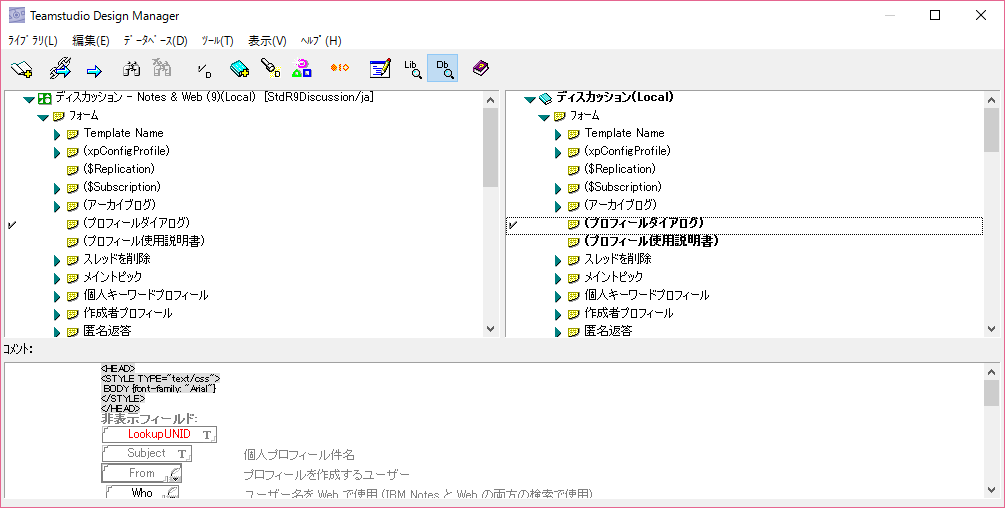 Teamstudio Design Manager
ﾗｲﾌﾞﾗﾘ(L) 編集(E) ﾃﾞｰﾀﾍﾞｰｽ(D) ﾂｰﾙ(T) 表示(V) ﾍﾙﾌﾟ(H)
Lib Db
ディスカッション - Notes & Web (9)(Local) [StdR9Discussion/ja]
フォーム
Template Name
(xpConfigProfile)
($Replication)
($Subscription)
(アーカイブログ)
(プロフィールダイアログ)
(プロフィール使用説明書)
スレッドを削除
メイントピック
個人キーワードプロフィール
作成者プロフィール
匿名返答
ディスカッション(Local)
フォーム
Template Name
(xpConfigProfile)
($Replication)
($Subscription)
(アーカイブログ)
(プロフィールダイアログ)
(プロフィール使用説明書)
スレッドを削除
メイントピック
個人キーワードプロフィール
作成者プロフィール
匿名返答
ｺﾒﾝﾄ:
<HEAD>
<STYLE TYPE="text/css">
BODY {font-family: "Arial"}
</STYLE>
</HEAD>
非表示フィールド:
LookupUNID T
Subject T 個人プロフィール件名
From プロフィールを作成するユーザー
Who ユーザー名を Web で使用 (IBM Notes と Web の両方の検索で使用)